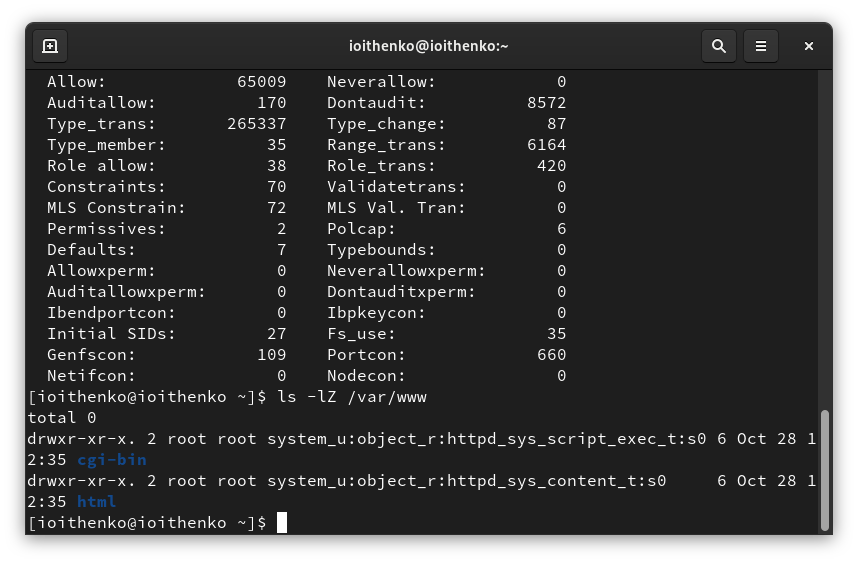 ioithenko@ioithenko:~
Allow: 65009 Neverallow: 0
Auditallow: 170 Dontaudit: 8572
Type_trans: 265337 Type_change: 87
Type_member: 35 Range_trans: 6164
Role allow: 38 Role_trans: 420
Constraints: 70 Validatetrans: 0
MLS Constrain: 72 MLS Val. Tran: 0
Permissives: 2 Polcap: 6
Defaults: 7 Typebounds: 0
Allowxperm: 0 Neverallowxperm: 0
Auditallowxperm: 0 Dontauditxperm: 0
Ibendportcon: 0 Ibpkeycon: 0
Initial SIDs: 27 Fs_use: 35
Genfscon: 109 Portcon: 660
Netifcon: 0 Nodecon: 0
[ioithenko@ioithenko ~]$ ls -lZ /var/www
total 0
drwxr-xr-x. 2 root root system_u:object_r:httpd_sys_script_exec_t:s0 6 Oct 28 1
2:35 cgi-bin
drwxr-xr-x. 2 root root system_u:object_r:httpd_sys_content_t:s0 6 Oct 28 1
2:35 html
[ioithenko@ioithenko ~]$